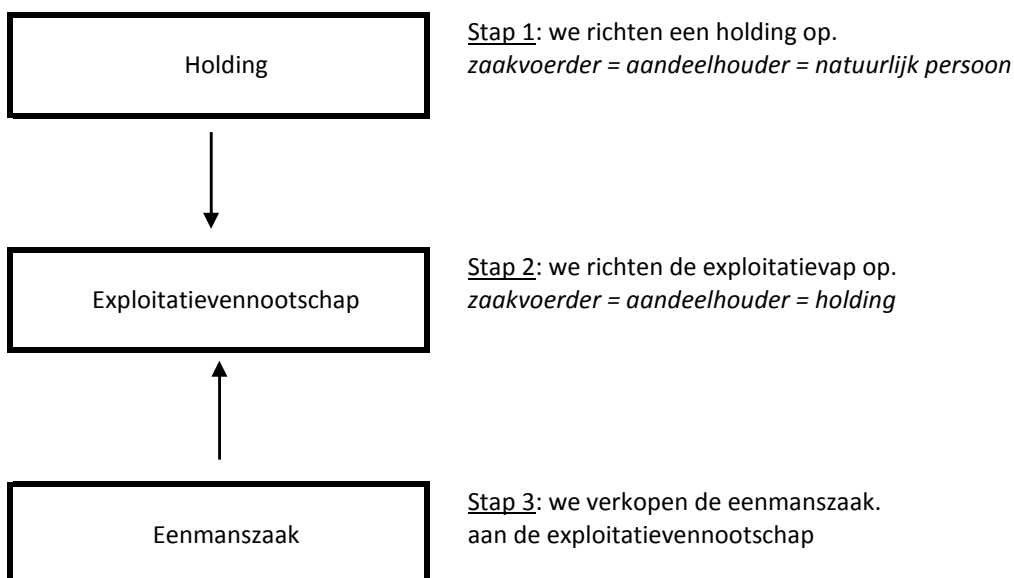 Holding
Stap 1: we richten een holding op.
zaakvoerder = aandeelhouder = natuurlijk persoon
Exploitatievennootschap
Stap 2: we richten de exploitatievap op.
zaakvoerder = aandeelhouder = holding
Eenmanszaak
Stap 3: we verkopen de eenmanszaak.
aan de exploitatievennootschap